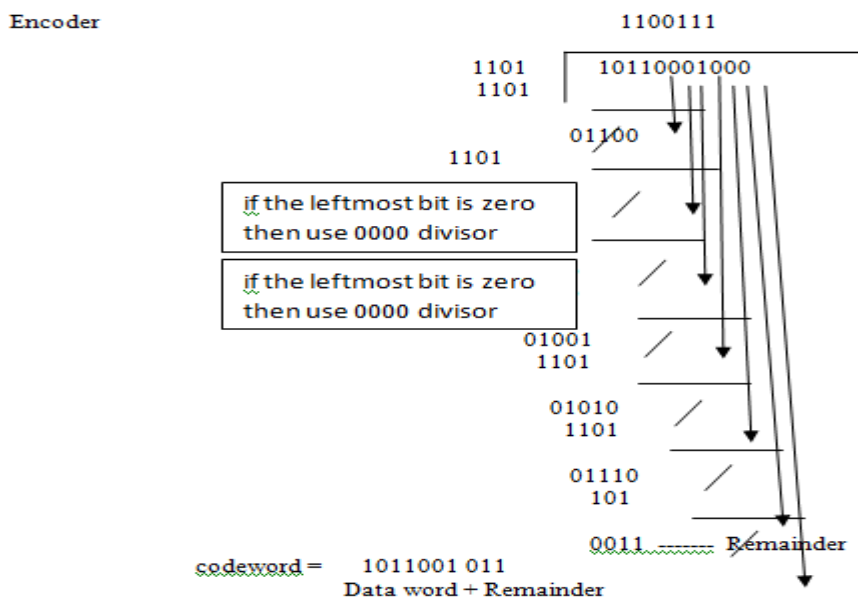 Encoder
1100111
1101
10110001000
1101
01100
1101
if the leftmost bit is zero
then use 0000 divisor
if the leftmost bit is zero
then use 0000 divisor
01001
1101
01010
1101
01110
101
0011 ------- Remainder
codeword = 1011001 011
Data word + Remainder